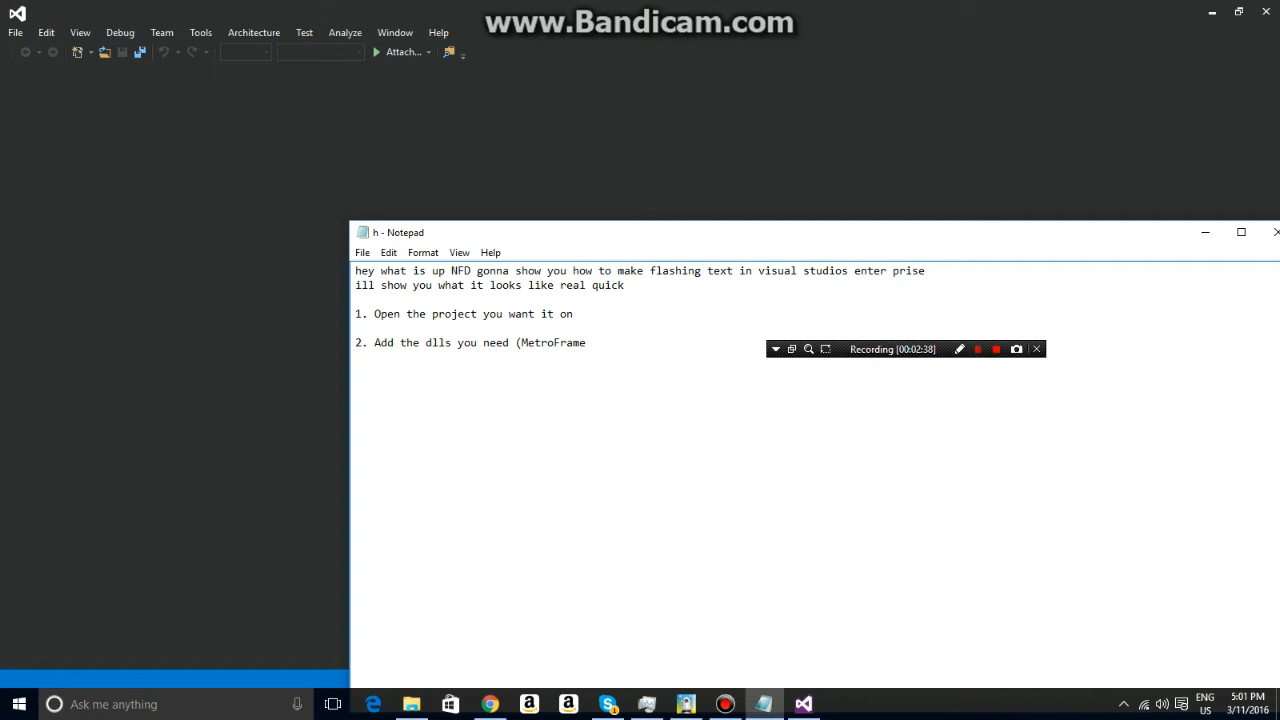 www.Bandicam.com
File Edit View Debug Team Tools Architecture Test Analyze Window Help
Attach...
h - Notepad
File Edit Format View Help
hey what is up NFD gonna show you how to make flashing text in visual studios enter prise
ill show you what it looks like real quick
1. Open the project you want it on
2. Add the dlls you need (MetroFrame
Recording [00:02:38]
Ask me anything
ENG
US
5:01 PM
3/11/2016